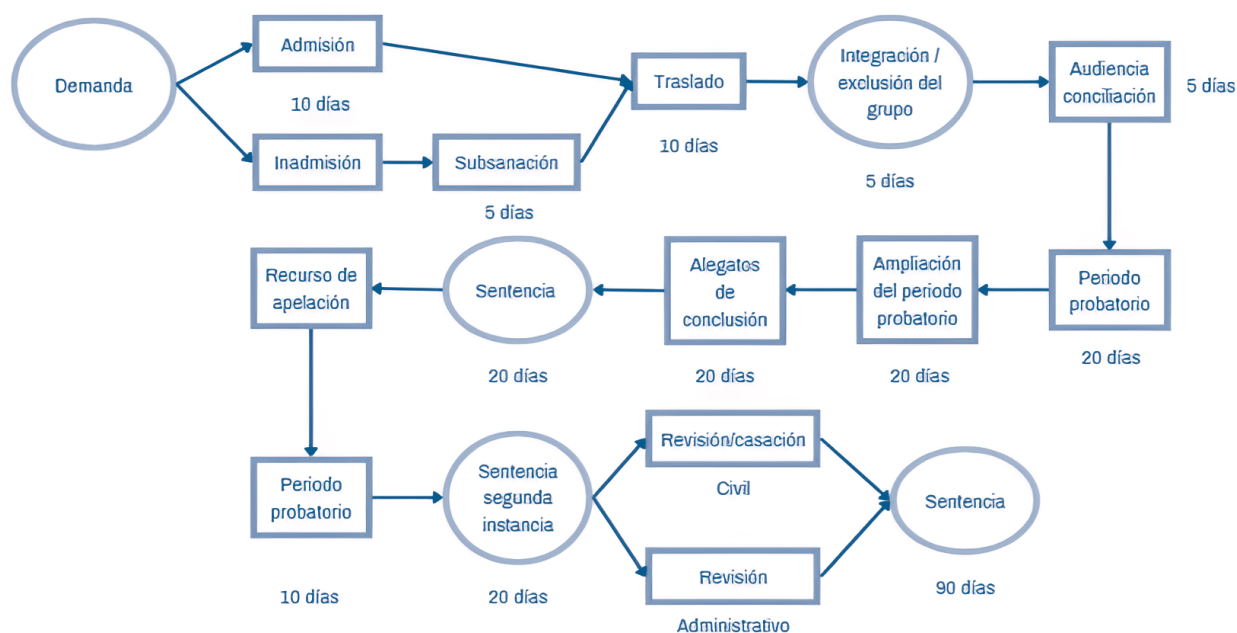 Demanda
Admisión
10 días
Inadmisión
Subsanación
5 días
Traslado
10 días
Integración /
exclusión del
grupo
5 días
Audiencia
conciliación
5 días
Periodo
probatorio
20 días
Ampliación
del periodo
probatorio
20 días
Alegatos
de
conclusión
20 días
Sentencia
20 días
Recurso de
apelación
Periodo
probatorio
10 días
Sentencia
segunda
instancia
20 días
Revisión/casación
Civil
Revisión
Administrativo
Sentencia
90 días